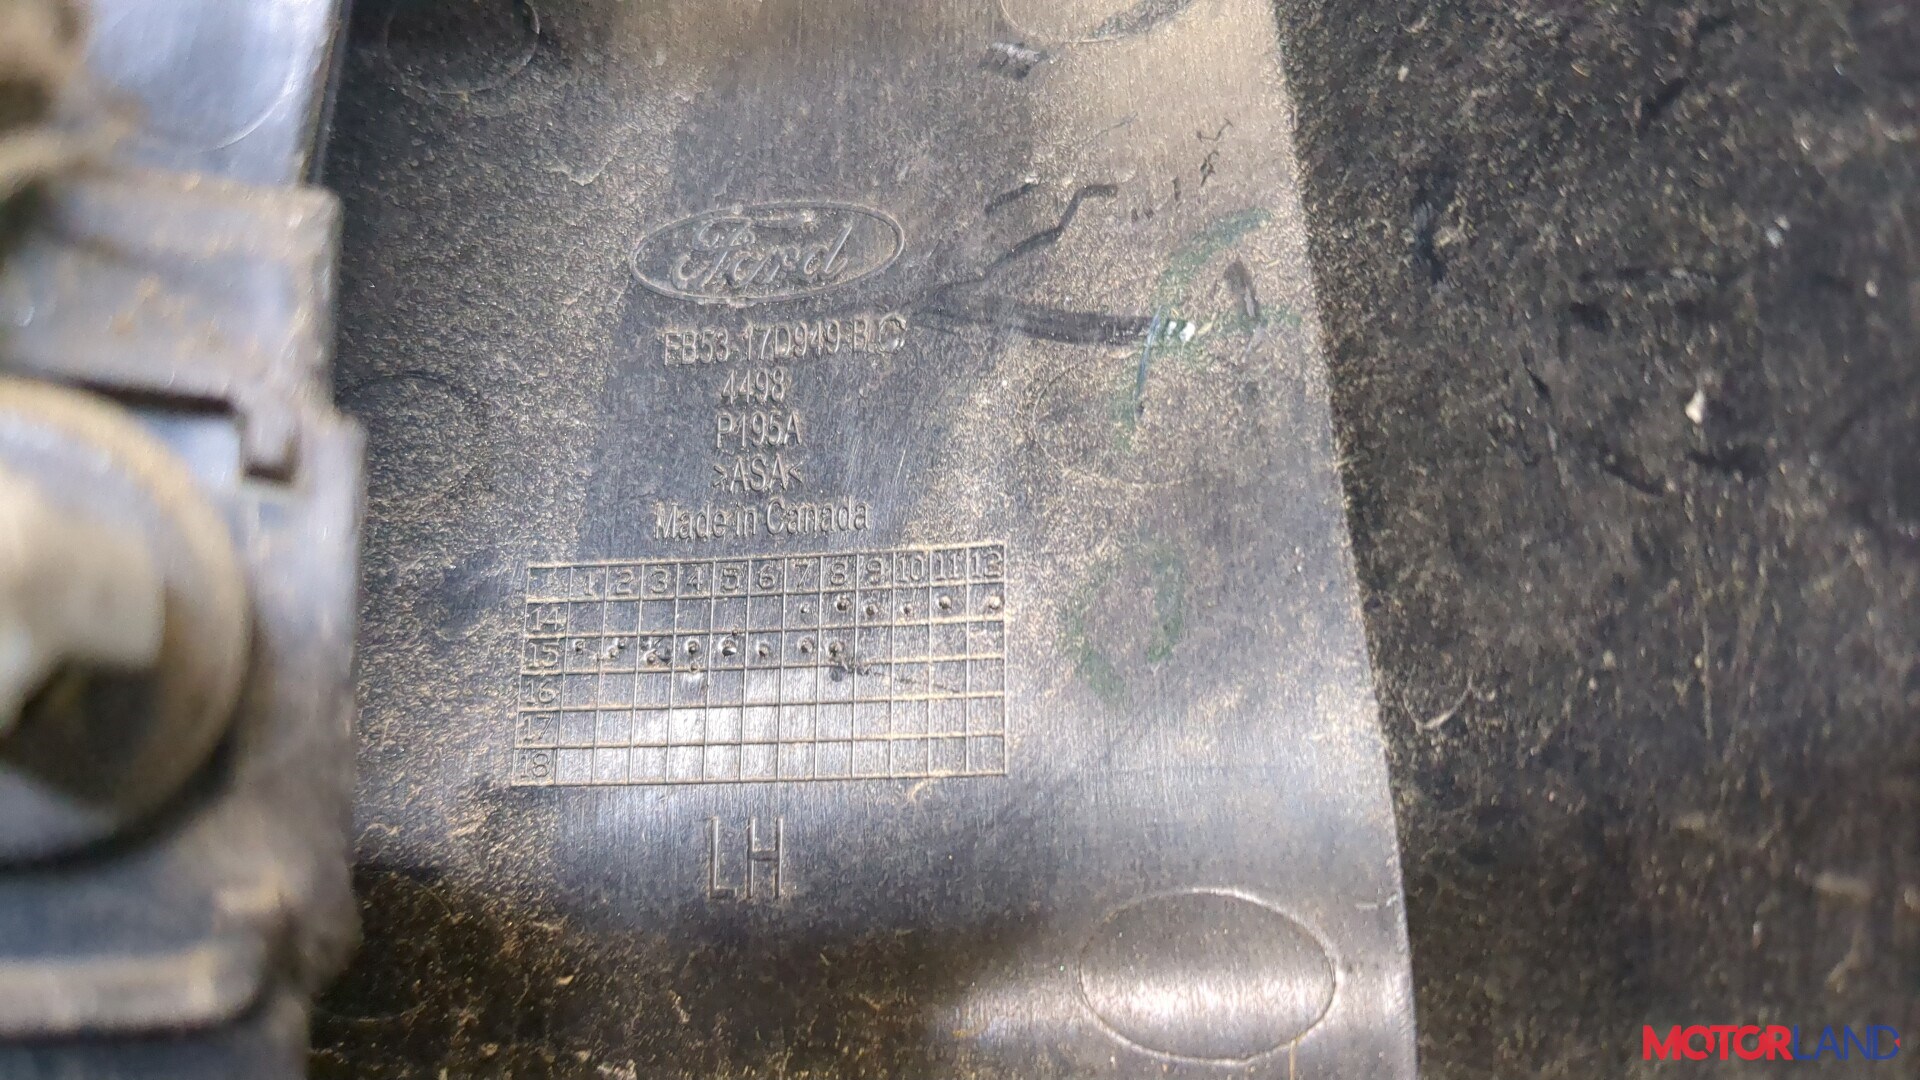 Ford
FB53-17D949-B C
4498
P195A
>ASA<
Made in Canada
1 2 3 4 5 6 7 8 9 10 11 12
14
15
16
17
18
LH
MOTORLAND